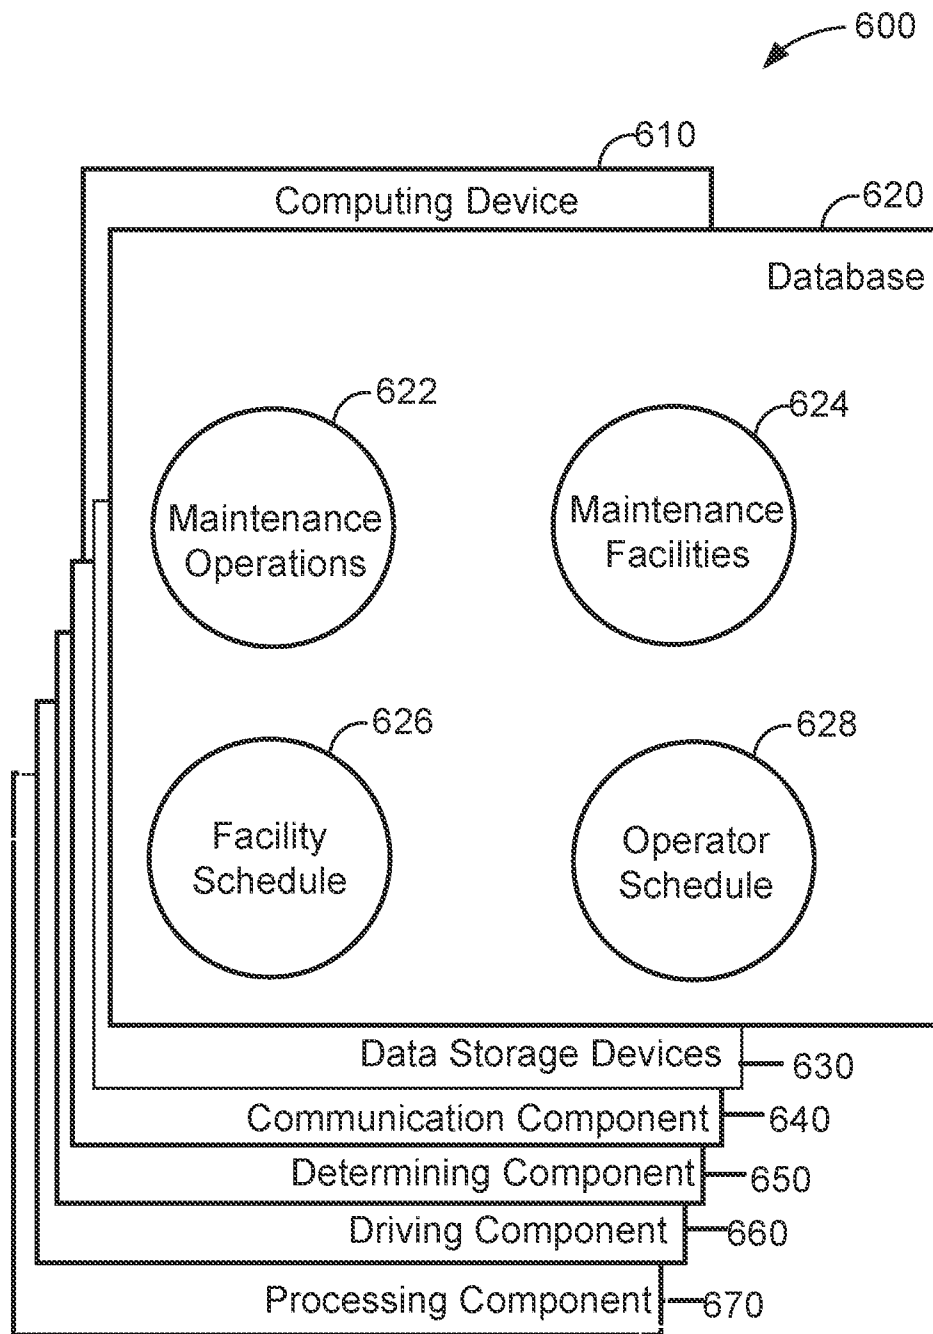 600
610
Computing Device
620
Database
622
624
Maintenance
Operations
Maintenance
Facilities
626
628
Facility
Schedule
Operator
Schedule
Data Storage Devices
630
Communication Component
640
Determining Component
650
Driving Component
660
Processing Component
670